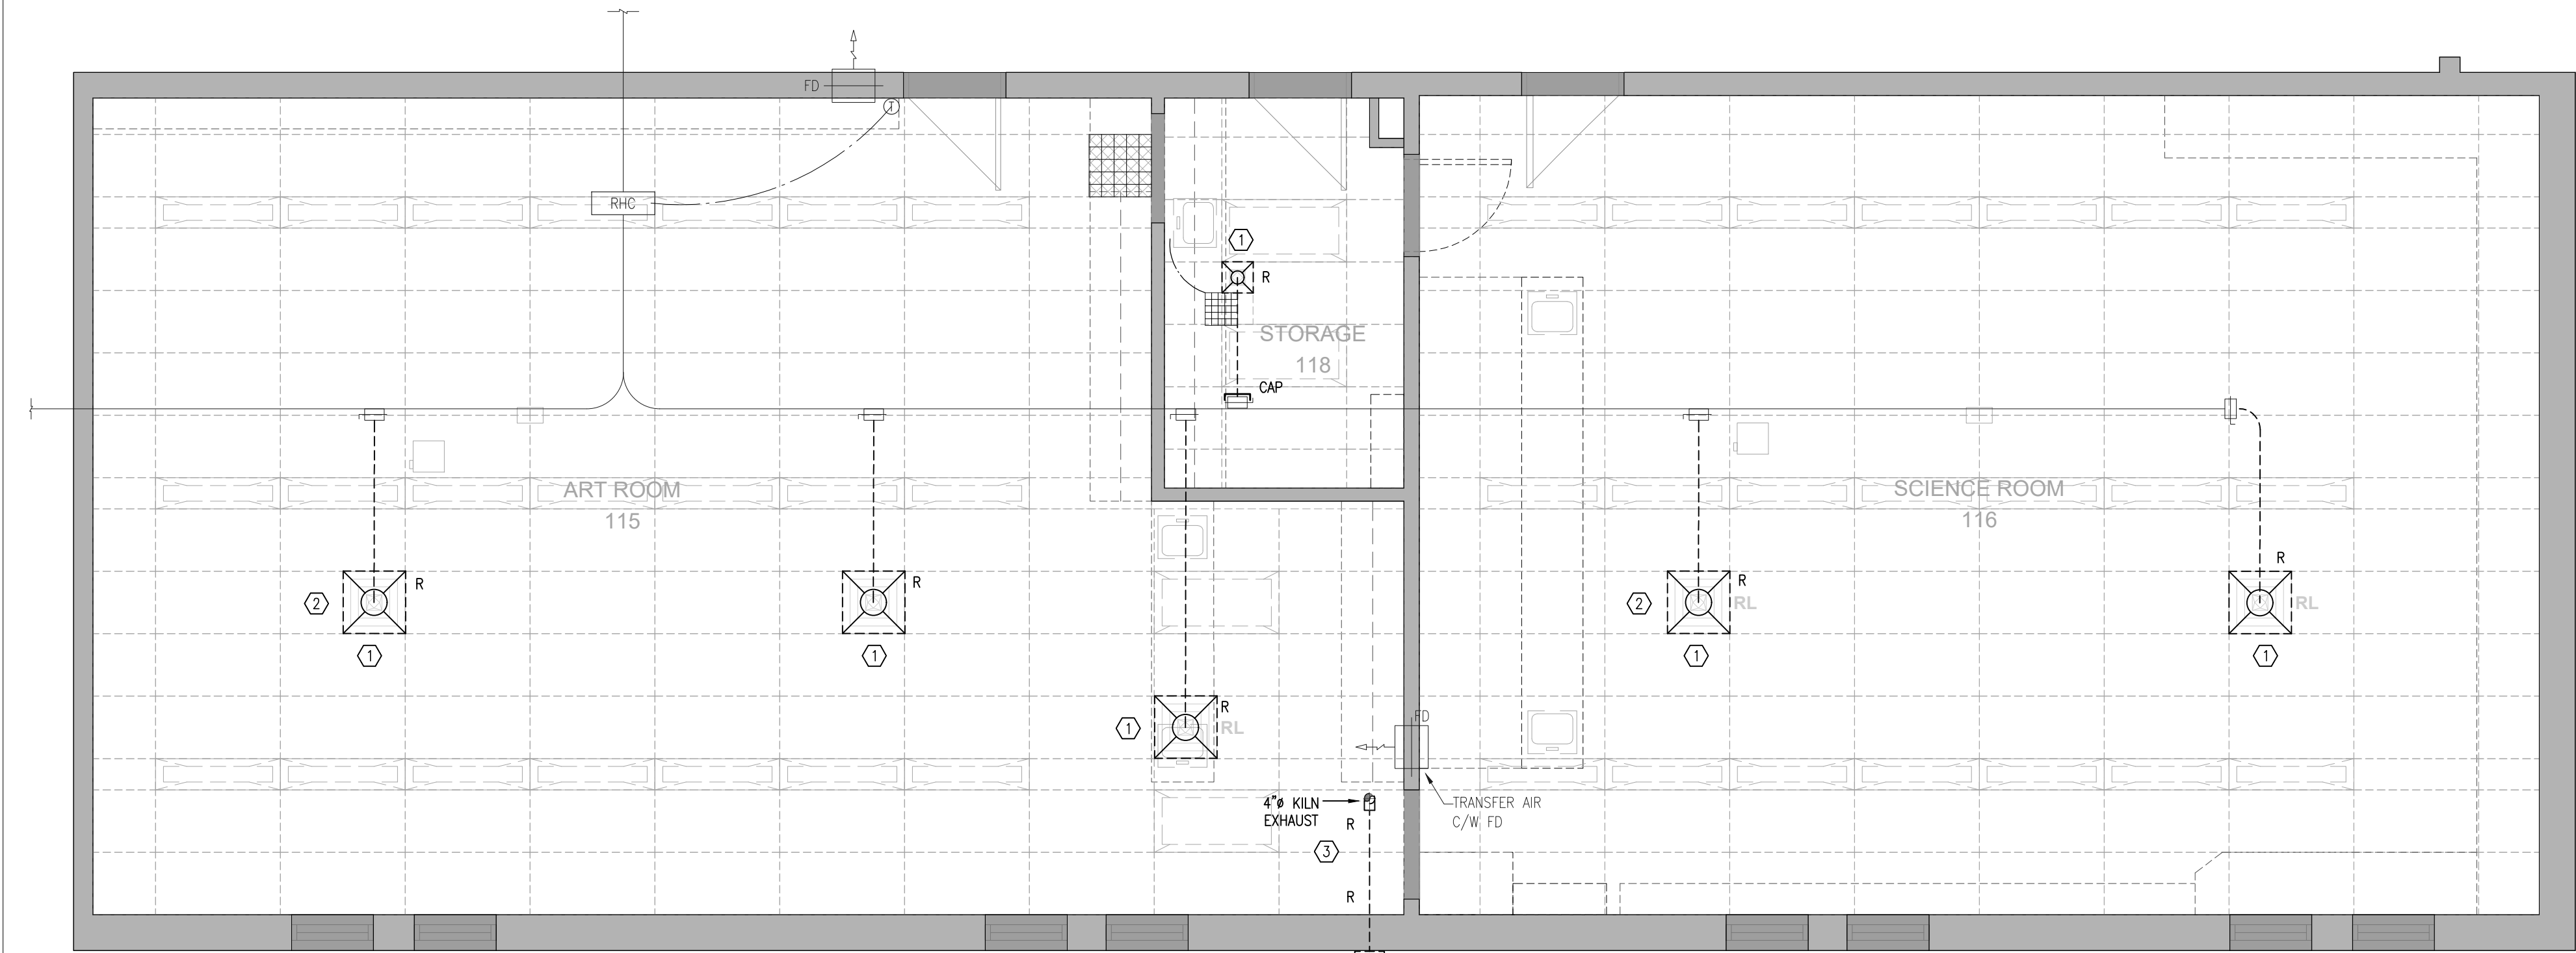 FD
T
RHC
1
R
STORAGE
118
CAP
ART ROOM
115
SCIENCE ROOM
116
2
R
1
R
1
1
R
RL
2
R
RL
1
R
RL
1
FD
4"ø KILN
EXHAUST
R
3
R
TRANSFER AIR
C/W FD